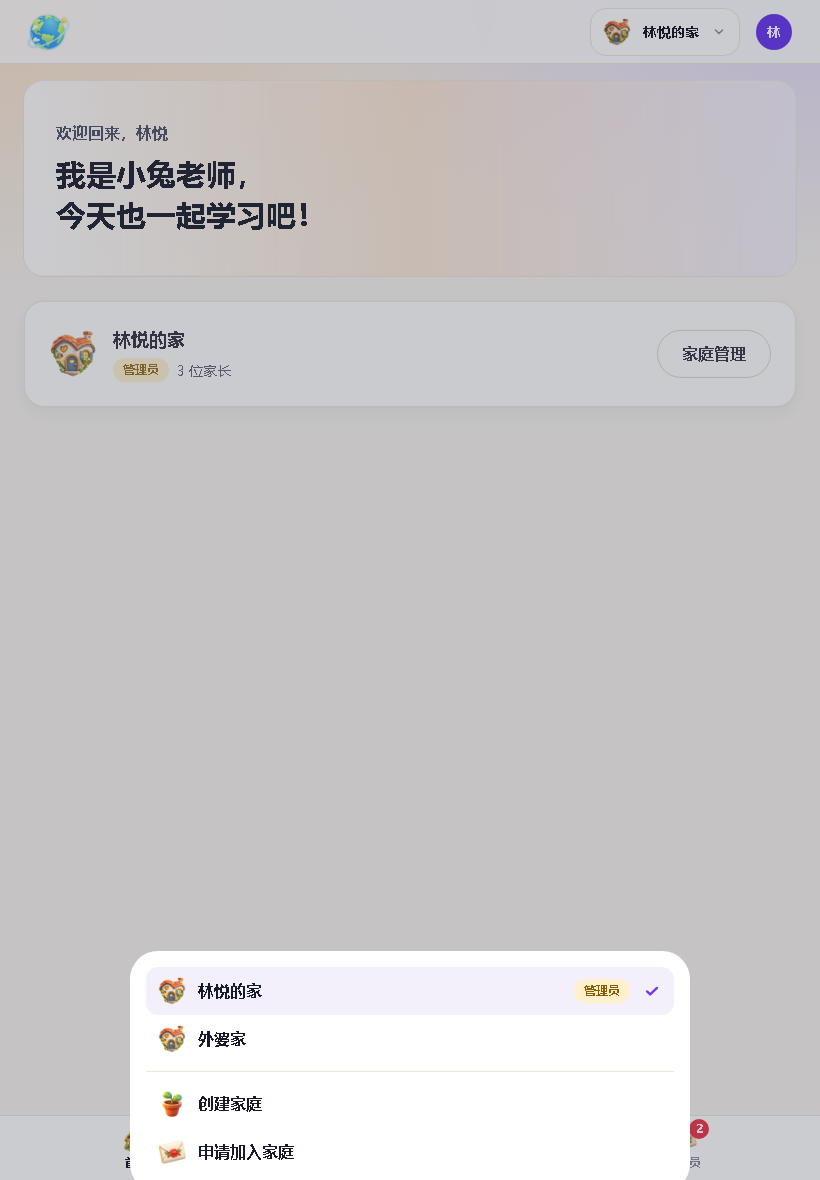 林悦的家
林
欢迎回来，林悦
我是小兔老师，
今天也一起学习吧！
林悦的家
管理员 3 位家长
家庭管理
林悦的家 管理员
外婆家
创建家庭
申请加入家庭
2
员